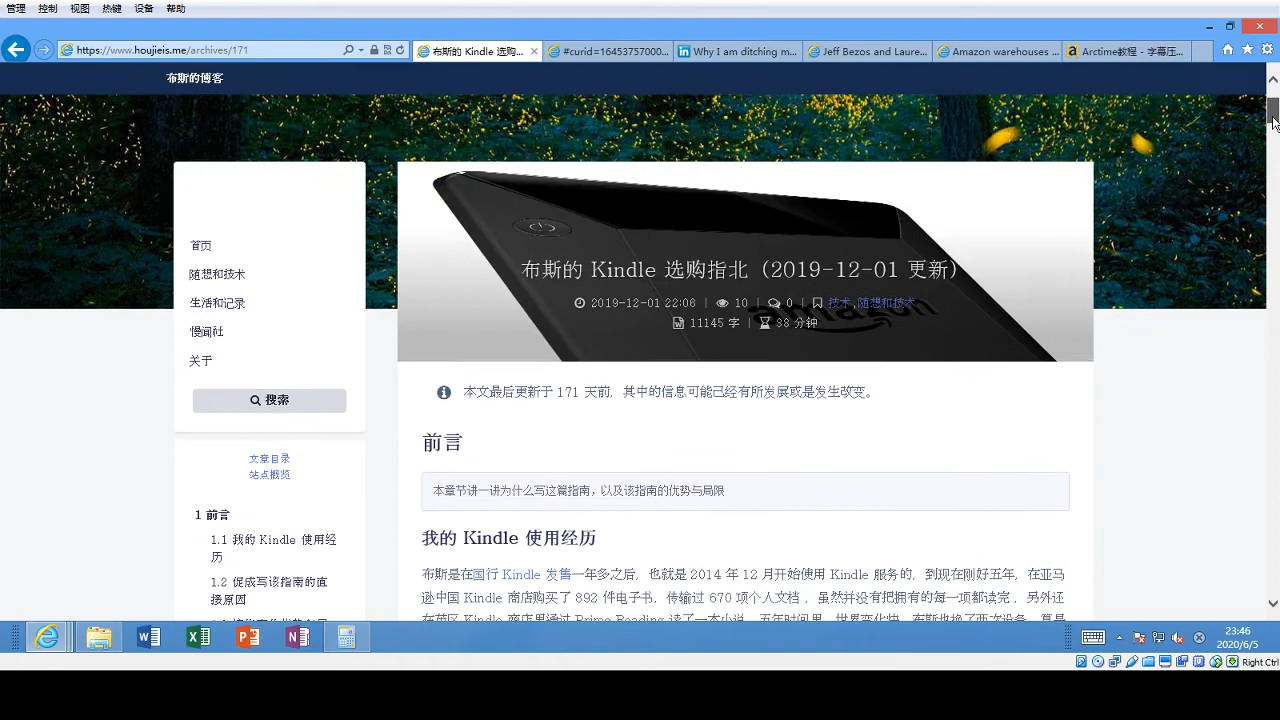 管理 控制 视图 热键 设备 帮助
https://www.houjieis.me/archives/171
布斯的 Kindle 选购...
#curid=16453757000...
Why I am ditching m...
Jeff Bezos and Laure...
Amazon warehouses ...
Arctime教程 - 字幕压...
布斯的博客
首页
随想和技术
生活和记录
慢闻社
关于
搜索
文章目录
站点概览
1 前言
1.1 我的 Kindle 使用经
历
1.2 促成写该指南的直
接原因
amazon
布斯的 Kindle 选购指北（2019-12-01 更新）
2019-12-01 22:06 | 10 | 0 | 技术,随想和技术
11145 字 | 38 分钟
本文最后更新于 171 天前，其中的信息可能已经有所发展或是发生改变。
前言
本章节讲一讲为什么写这篇指南，以及该指南的优势与局限
我的 Kindle 使用经历
布斯是在国行 Kindle 发售一年多之后，也就是 2014 年 12 月开始使用 Kindle 服务的，到现在刚好五年，在亚马
逊中国 Kindle 商店购买了 892 件电子书，传输过 670 项个人文档，虽然并没有把拥有的每一项都读完，另外还
在英区 Kindle 商店里通过 Prime Reading 读了一本小说。五年时间里，世界变化快，布斯也换了两次设备，算是
23:46
2020/6/5
Right Ctrl